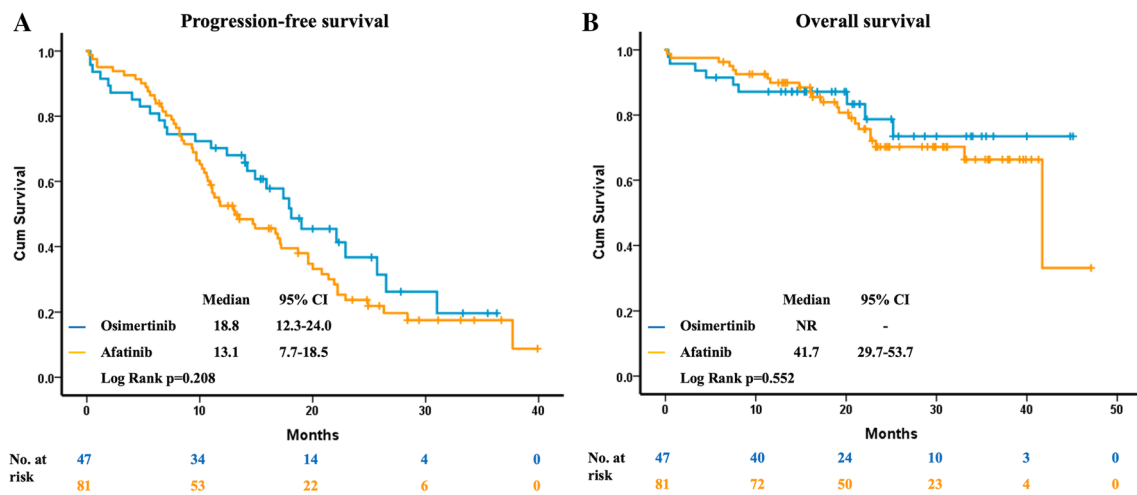 A
Progression-free survival
Cum Survival
1.0
0.8
0.6
0.4
0.2
0.0
Median 95% CI
Osimertinib 18.8 12.3-24.0
Afatinib 13.1 7.7-18.5
Log Rank p=0.208
0 10 20 30 40
Months
No. at risk
47 34 14 4 0
81 53 22 6 0
B
Overall survival
Cum Survival
1.0
0.8
0.6
0.4
0.2
0.0
Median 95% CI
Osimertinib NR -
Afatinib 41.7 29.7-53.7
Log Rank p=0.552
0 10 20 30 40 50
Months
No. at risk
47 40 24 10 3 0
81 72 50 23 4 0